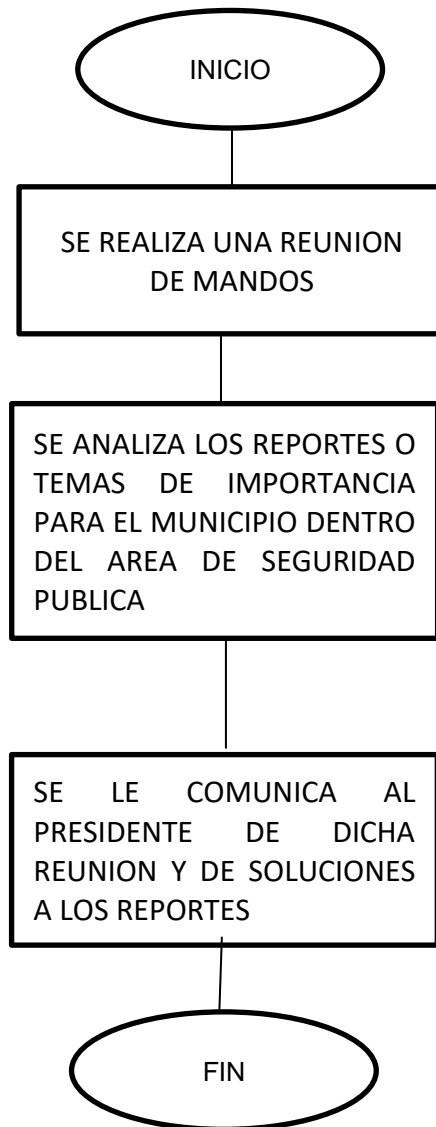 INICIO
SE REALIZA UNA REUNION
DE MANDOS
SE ANALIZA LOS REPORTES O
TEMAS DE IMPORTANCIA
PARA EL MUNICIPIO DENTRO
DEL AREA DE SEGURIDAD
PUBLICA
SE LE COMUNICA AL
PRESIDENTE DE DICHA
REUNION Y DE SOLUCIONES
A LOS REPORTES
FIN